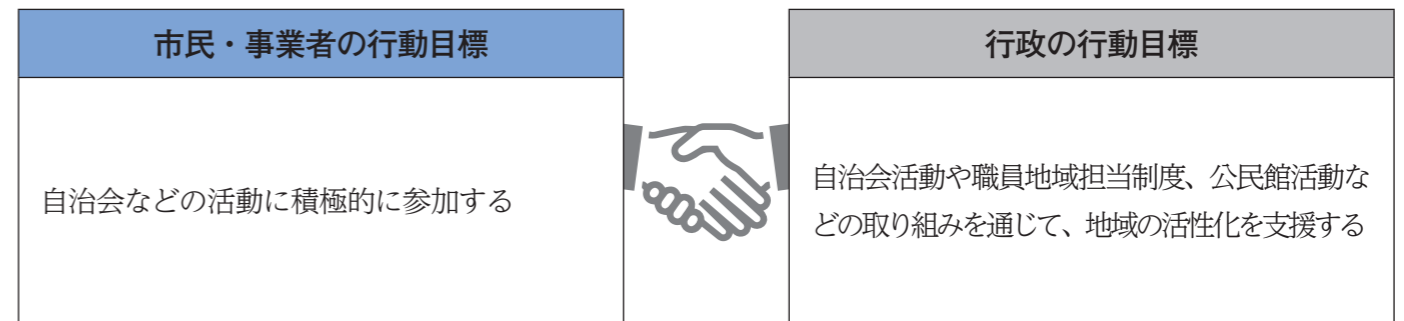 市民・事業者の行動目標
自治会などの活動に積極的に参加する
行政の行動目標
自治会活動や職員地域担当制度、公民館活動な
どの取り組みを通じて、地域の活性化を支援する